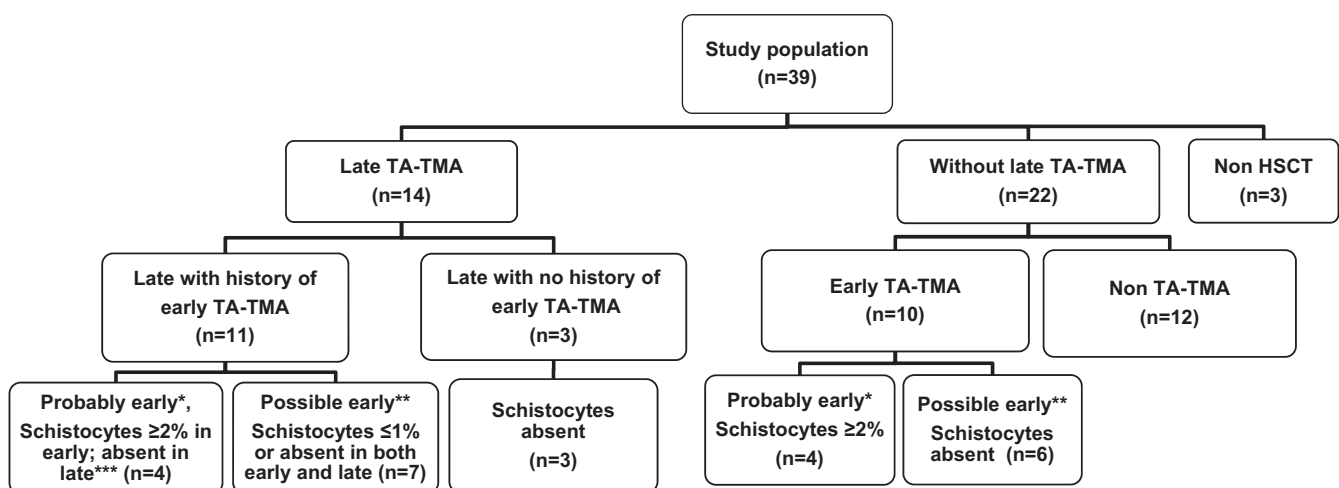 Study population
(n=39)
Late TA-TMA
(n=14)
Without late TA-TMA
(n=22)
Non HSCT
(n=3)
Late with history of
early TA-TMA
(n=11)
Late with no history of
early TA-TMA
(n=3)
Early TA-TMA
(n=10)
Non TA-TMA
(n=12)
Probably early*,
Schistocytes ≥2% in
early; absent in
late*** (n=4)
Possible early**
Schistocytes ≤1%
or absent in both
early and late (n=7)
Schistocytes
absent
(n=3)
Probably early*
Schistocytes ≥2%
(n=4)
Possible early**
Schistocytes
absent (n=6)